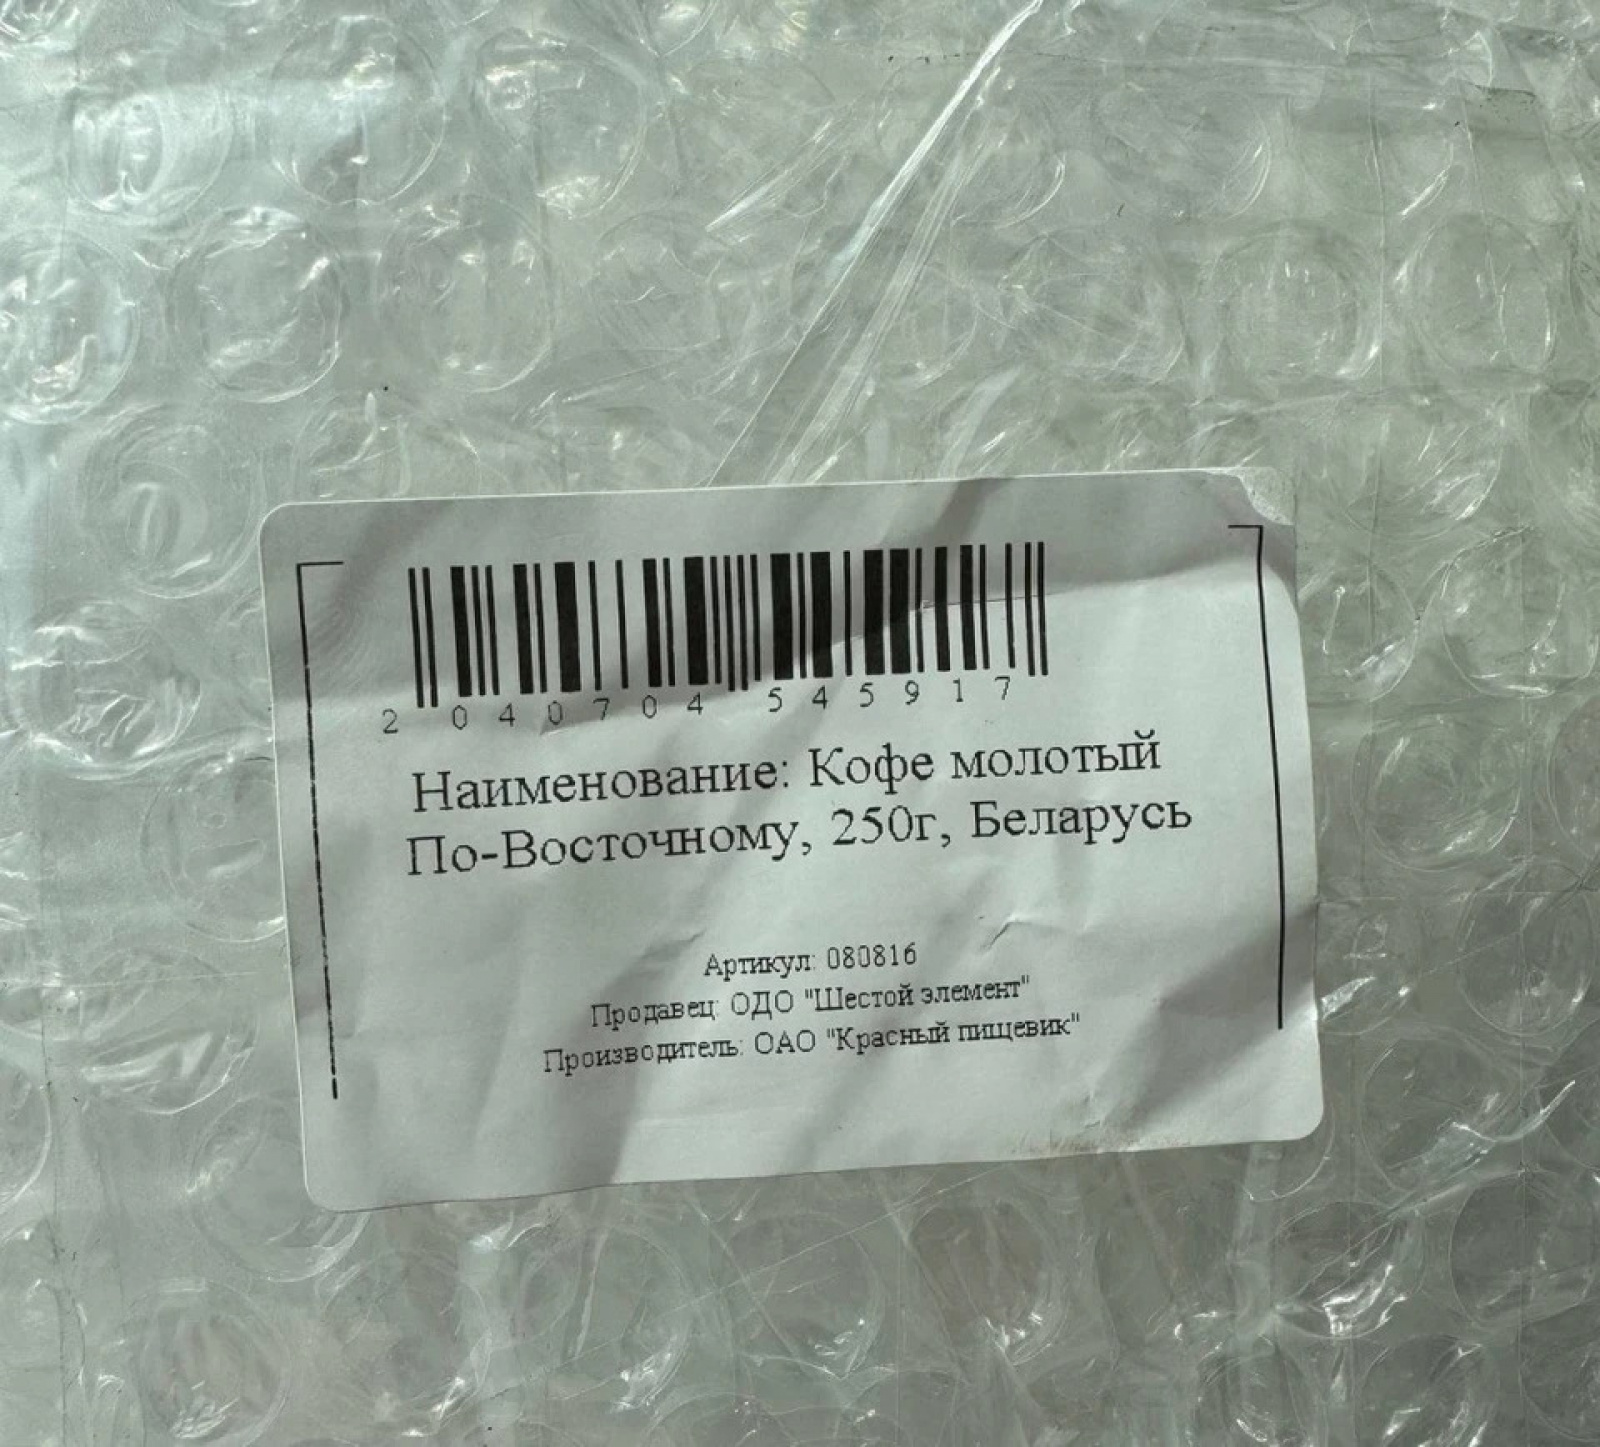 2 040704 545917
Наименование: Кофе молотый
По-Восточному, 250г, Беларусь
Артикул: 080816
Продавец: ОДО "Шестой элемент"
Производитель: ОАО "Красный пищевик"